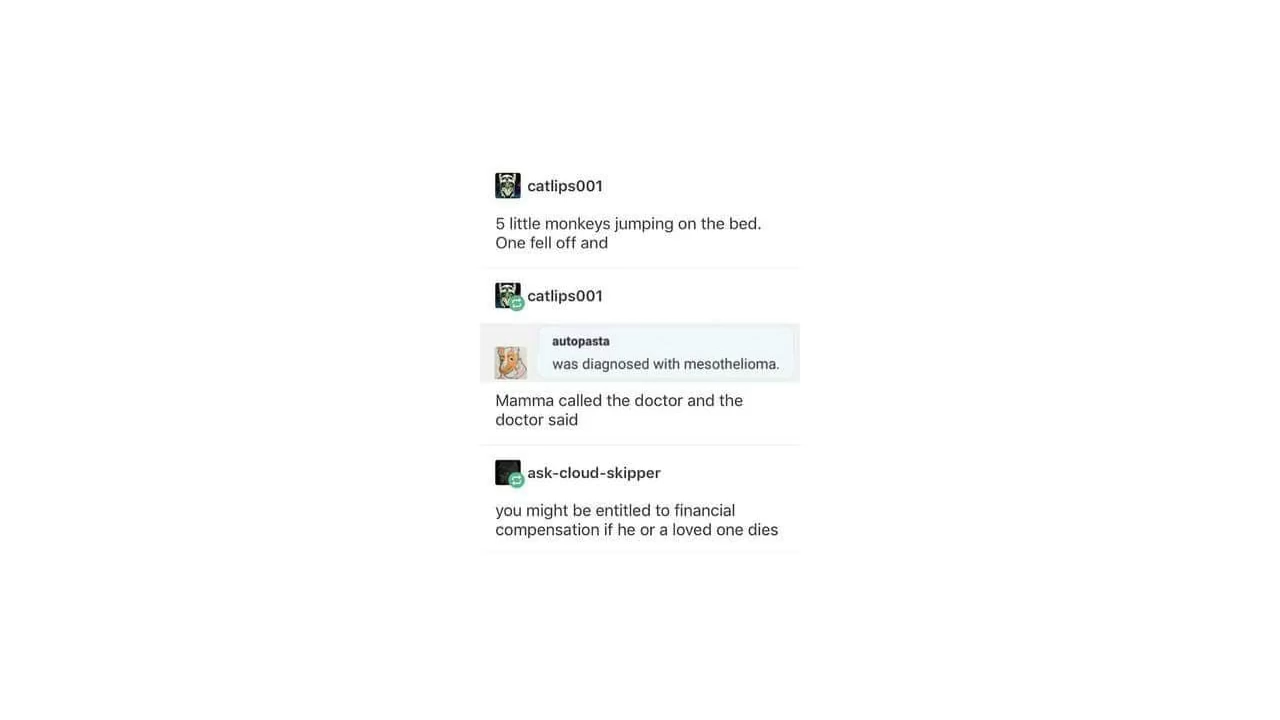 catlips001
5 little monkeys jumping on the bed.
One fell off and
catlips001
autopasta
was diagnosed with mesothelioma.
Mamma called the doctor and the
doctor said
ask-cloud-skipper
you might be entitled to financial
compensation if he or a loved one dies